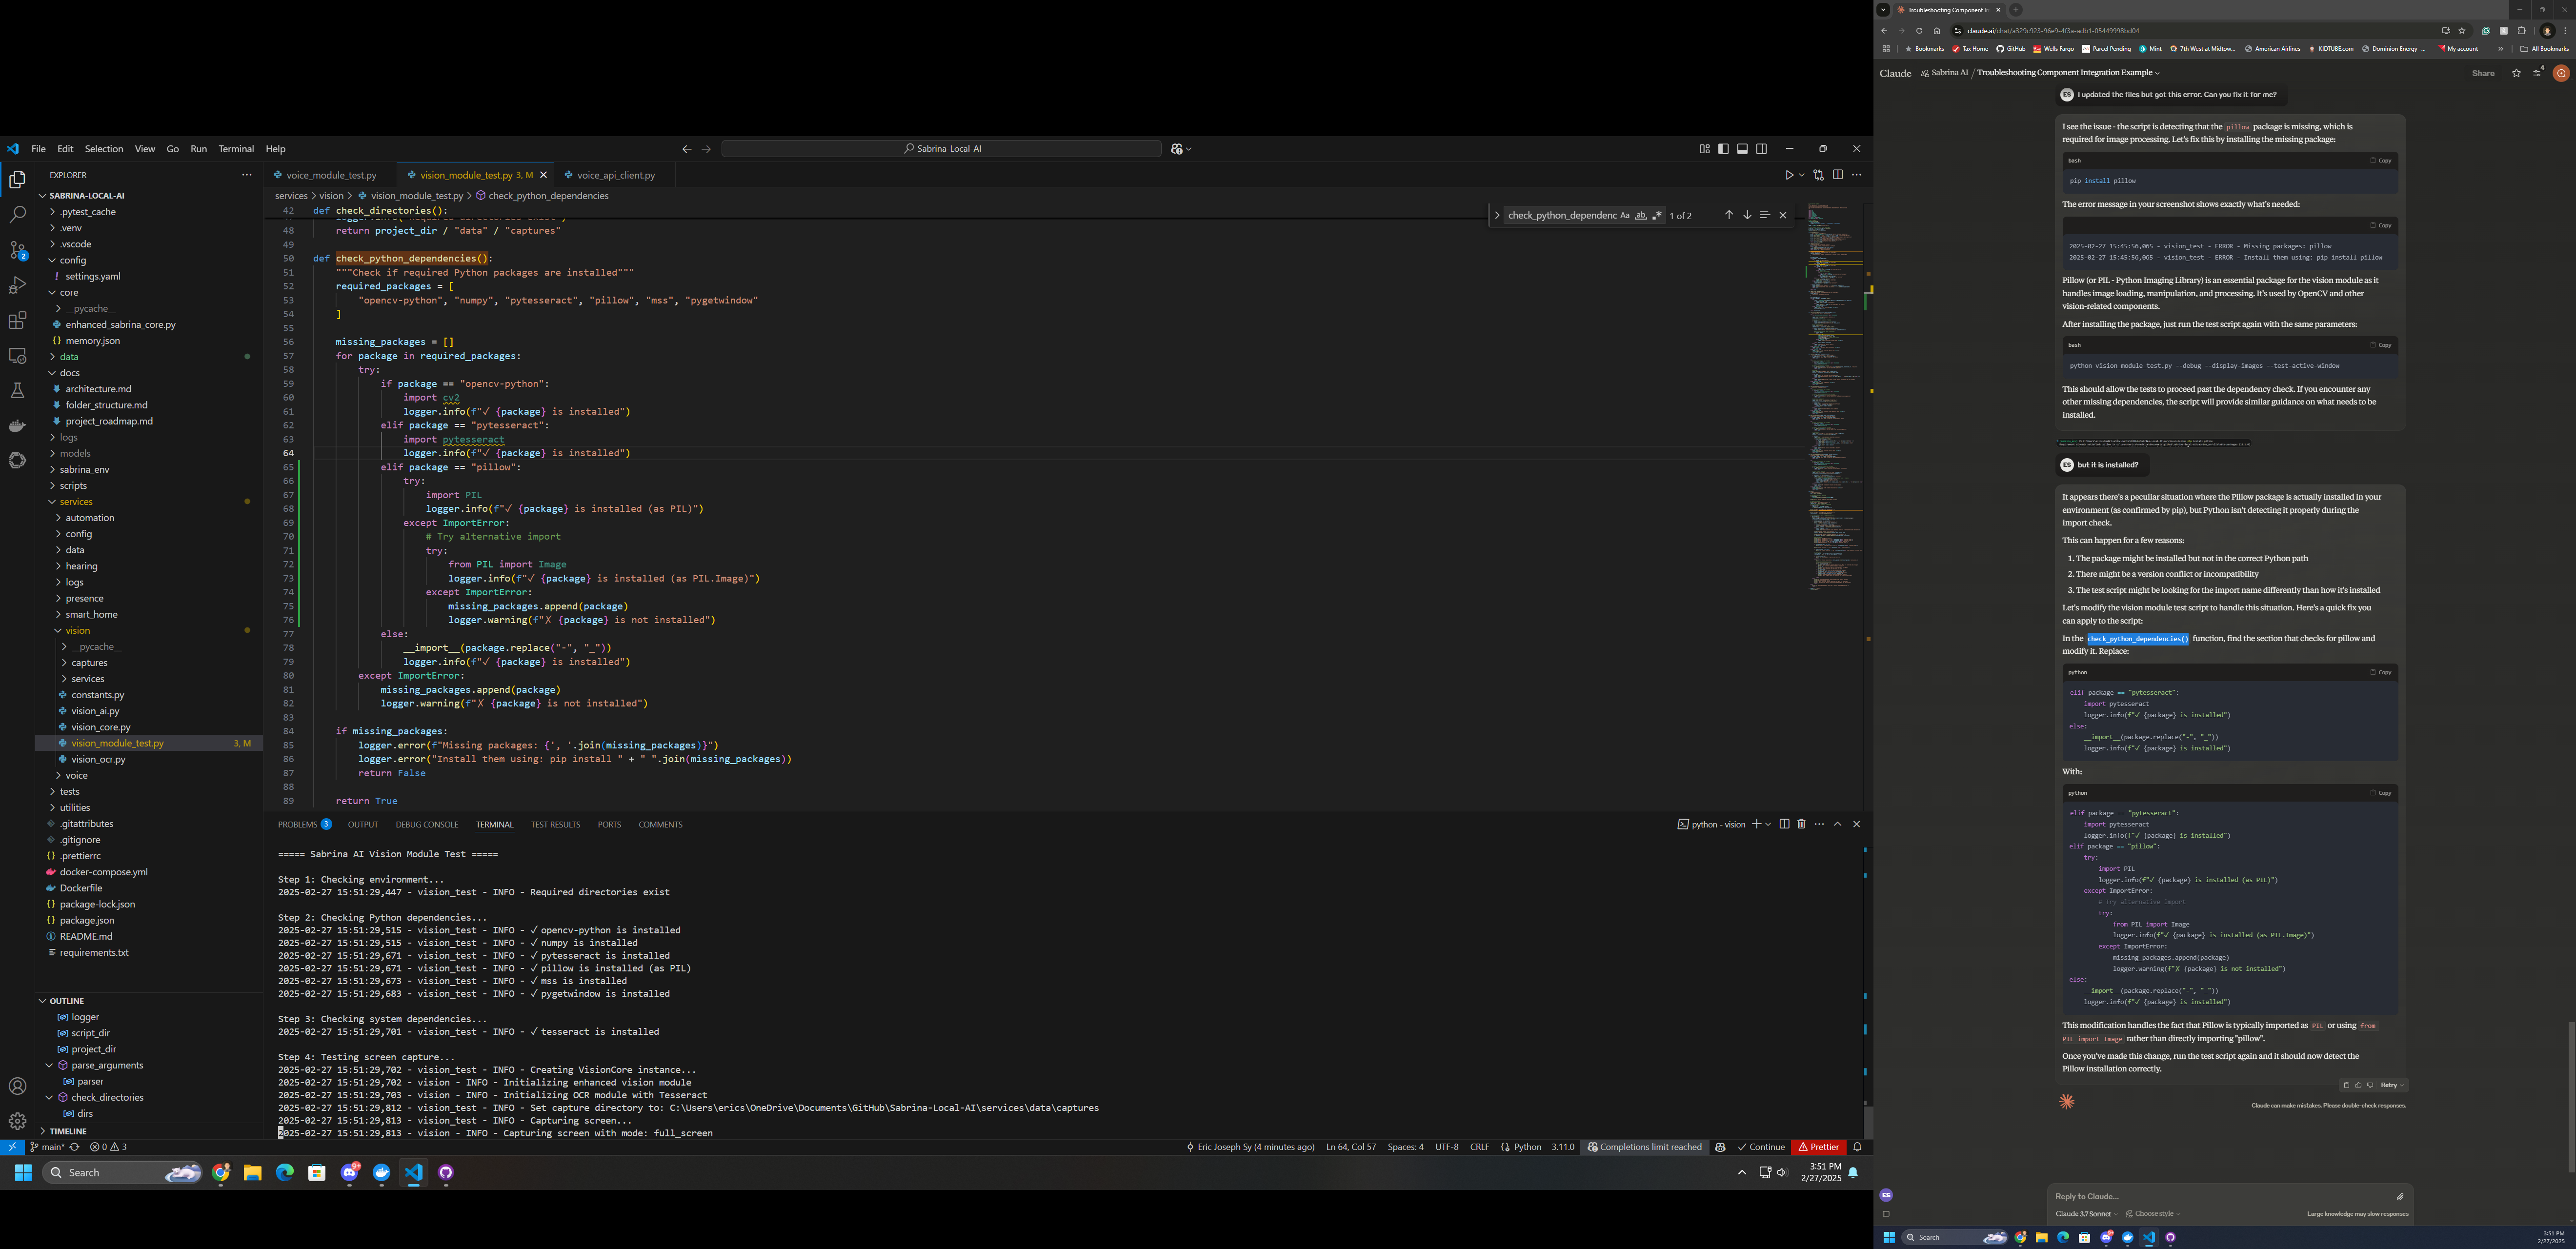 File Edit Selection View Go Run Terminal Help
Sabrina-Local-AI
EXPLORER
SABRINA-LOCAL-AI
.pytest_cache
.venv
.vscode
config
settings.yaml
core
__pycache__
enhanced_sabrina_core.py
memory.json
data
docs
architecture.md
folder_structure.md
project_roadmap.md
logs
models
sabrina_env
scripts
services
automation
config
data
hearing
logs
presence
smart_home
vision
__pycache__
captures
services
constants.py
vision_ai.py
vision_core.py
vision_module_test.py 3, M
vision_ocr.py
voice
tests
utilities
.gitattributes
.gitignore
.prettierrc
docker-compose.yml
Dockerfile
package-lock.json
package.json
README.md
requirements.txt
OUTLINE
logger
script_dir
project_dir
parse_arguments
parser
check_directories
dirs
TIMELINE
voice_module_test.py vision_module_test.py 3, M voice_api_client.py
services > vision > vision_module_test.py > check_python_dependencies
check_python_dependenc Aa ab 1 of 2
42 def check_directories():
48 return project_dir / "data" / "captures"
49
50 def check_python_dependencies():
51 """Check if required Python packages are installed"""
52 required_packages = [
53 "opencv-python", "numpy", "pytesseract", "pillow", "mss", "pygetwindow"
54 ]
55
56 missing_packages = []
57 for package in required_packages:
58 try:
59 if package == "opencv-python":
60 import cv2
61 logger.info(f"✓ {package} is installed")
62 elif package == "pytesseract":
63 import pytesseract
64 logger.info(f"✓ {package} is installed")
65 elif package == "pillow":
66 try:
67 import PIL
68 logger.info(f"✓ {package} is installed (as PIL)")
69 except ImportError:
70 # Try alternative import
71 try:
72 from PIL import Image
73 logger.info(f"✓ {package} is installed (as PIL.Image)")
74 except ImportError:
75 missing_packages.append(package)
76 logger.warning(f"✗ {package} is not installed")
77 else:
78 __import__(package.replace("-", "_"))
79 logger.info(f"✓ {package} is installed")
80 except ImportError:
81 missing_packages.append(package)
82 logger.warning(f"✗ {package} is not installed")
83
84 if missing_packages:
85 logger.error(f"Missing packages: {', '.join(missing_packages)}")
86 logger.error("Install them using: pip install " + " ".join(missing_packages))
87 return False
88
89 return True
PROBLEMS 3 OUTPUT DEBUG CONSOLE TERMINAL TEST RESULTS PORTS COMMENTS
python - vision
===== Sabrina AI Vision Module Test =====
Step 1: Checking environment...
2025-02-27 15:51:29,447 - vision_test - INFO - Required directories exist
Step 2: Checking Python dependencies...
2025-02-27 15:51:29,515 - vision_test - INFO - ✓ opencv-python is installed
2025-02-27 15:51:29,515 - vision_test - INFO - ✓ numpy is installed
2025-02-27 15:51:29,671 - vision_test - INFO - ✓ pytesseract is installed
2025-02-27 15:51:29,671 - vision_test - INFO - ✓ pillow is installed (as PIL)
2025-02-27 15:51:29,673 - vision_test - INFO - ✓ mss is installed
2025-02-27 15:51:29,683 - vision_test - INFO - ✓ pygetwindow is installed
Step 3: Checking system dependencies...
2025-02-27 15:51:29,701 - vision_test - INFO - ✓ tesseract is installed
Step 4: Testing screen capture...
2025-02-27 15:51:29,702 - vision_test - INFO - Creating VisionCore instance...
2025-02-27 15:51:29,702 - vision - INFO - Initializing enhanced vision module
2025-02-27 15:51:29,703 - vision - INFO - Initializing OCR module with Tesseract
2025-02-27 15:51:29,812 - vision_test - INFO - Set capture directory to: C:\Users\erics\OneDrive\Documents\GitHub\Sabrina-Local-AI\services\data\captures
2025-02-27 15:51:29,813 - vision_test - INFO - Capturing screen...
2025-02-27 15:51:29,813 - vision - INFO - Capturing screen with mode: full_screen
main* 0 3
Eric Joseph Sy (4 minutes ago) Ln 64, Col 57 Spaces: 4 UTF-8 CRLF Python 3.11.0 Completions limit reached Continue Prettier
Search
3:51 PM
2/27/2025
Troubleshooting Component In
claude.ai/chat/a329c923-96e9-4f3a-adb1-05449998bd04
Bookmarks Tax Home GitHub Wells Fargo Parcel Pending Mint 7th West at Midtow... American Airlines KIDTUBE.com Dominion Energy -... My account All Bookmarks
Claude Sabrina AI / Troubleshooting Component Integration Example
Share 4
ES I updated the files but got this error. Can you fix it for me?
I see the issue - the script is detecting that the pillow package is missing, which is
required for image processing. Let's fix this by installing the missing package:
bash Copy
pip install pillow
The error message in your screenshot shows exactly what's needed:
Copy
2025-02-27 15:45:56,065 - vision_test - ERROR - Missing packages: pillow
2025-02-27 15:45:56,065 - vision_test - ERROR - Install them using: pip install pillow
Pillow (or PIL - Python Imaging Library) is an essential package for the vision module as it
handles image loading, manipulation, and processing. It's used by OpenCV and other
vision-related components.
After installing the package, just run the test script again with the same parameters:
bash Copy
python vision_module_test.py --debug --display-images --test-active-window
This should allow the tests to proceed past the dependency check. If you encounter any
other missing dependencies, the script will provide similar guidance on what needs to be
installed.
ES but it is installed?
It appears there's a peculiar situation where the Pillow package is actually installed in your
environment (as confirmed by pip), but Python isn't detecting it properly during the
import check.
This can happen for a few reasons:
1. The package might be installed but not in the correct Python path
2. There might be a version conflict or incompatibility
3. The test script might be looking for the import name differently than how it's installed
Let's modify the vision module test script to handle this situation. Here's a quick fix you
can apply to the script:
In the check_python_dependencies() function, find the section that checks for pillow and
modify it. Replace:
python Copy
elif package == "pytesseract":
import pytesseract
logger.info(f"✓ {package} is installed")
else:
__import__(package.replace("-", "_"))
logger.info(f"✓ {package} is installed")
With:
python Copy
elif package == "pytesseract":
import pytesseract
logger.info(f"✓ {package} is installed")
elif package == "pillow":
try:
import PIL
logger.info(f"✓ {package} is installed (as PIL)")
except ImportError:
# Try alternative import
try:
from PIL import Image
logger.info(f"✓ {package} is installed (as PIL.Image)")
except ImportError:
missing_packages.append(package)
logger.warning(f"✗ {package} is not installed")
else:
__import__(package.replace("-", "_"))
logger.info(f"✓ {package} is installed")
This modification handles the fact that Pillow is typically imported as PIL or using from
PIL import Image rather than directly importing "pillow".
Once you've made this change, run the test script again and it should now detect the
Pillow installation correctly.
Retry
Claude can make mistakes. Please double-check responses.
ES
Reply to Claude...
Claude 3.7 Sonnet Choose style Large knowledge may slow responses
Search
3:51 PM
2/27/2025